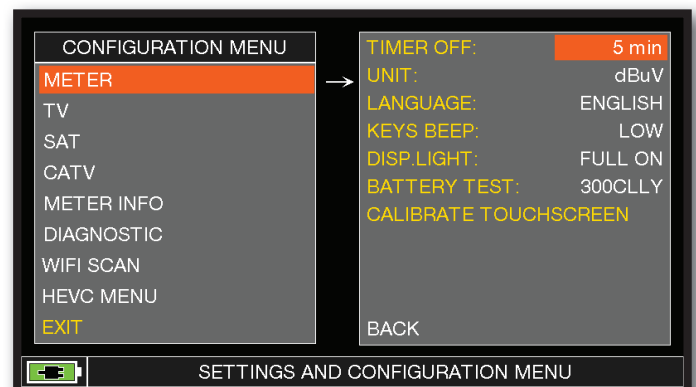 CONFIGURATION MENU
METER
TV
SAT
CATV
METER INFO
DIAGNOSTIC
WIFI SCAN
HEVC MENU
EXIT
TIMER OFF: 5 min
UNIT: dBuV
LANGUAGE: ENGLISH
KEYS BEEP: LOW
DISP.LIGHT: FULL ON
BATTERY TEST: 300CLLY
CALIBRATE TOUCHSCREEN
BACK
SETTINGS AND CONFIGURATION MENU